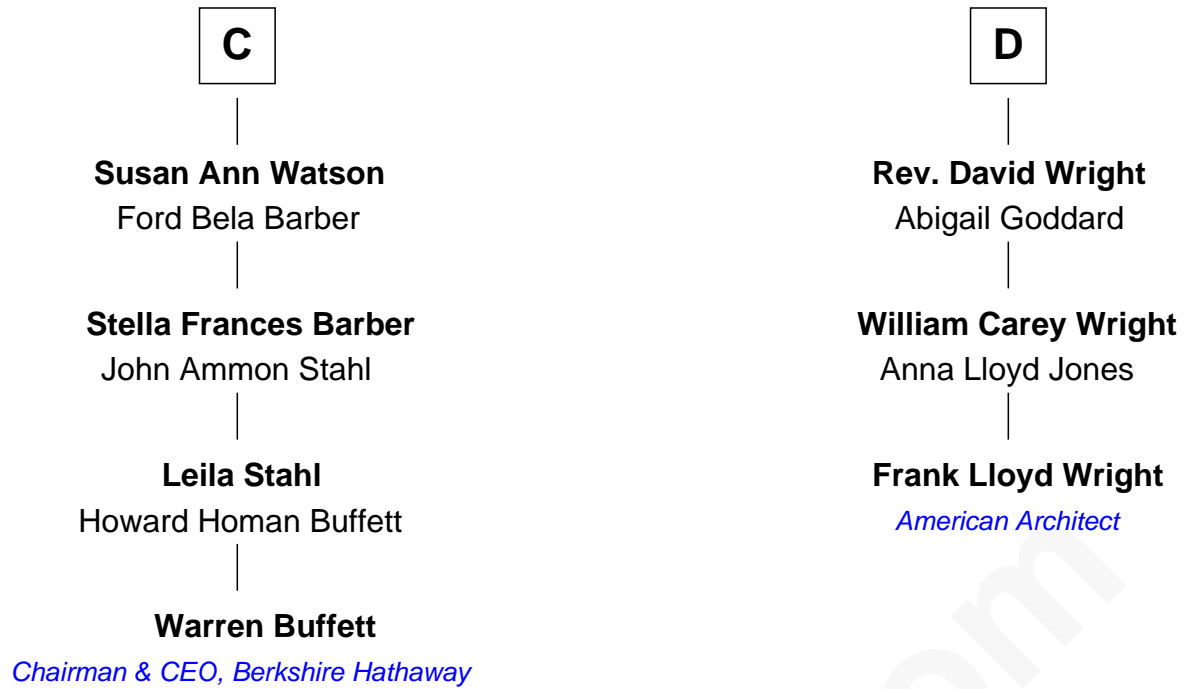 C
Susan Ann Watson
Ford Bela Barber
Stella Frances Barber
John Ammon Stahl
Leila Stahl
Howard Homan Buffett
Warren Buffett
Chairman & CEO, Berkshire Hathaway
D
Rev. David Wright
Abigail Goddard
William Carey Wright
Anna Lloyd Jones
Frank Lloyd Wright
American Architect
om